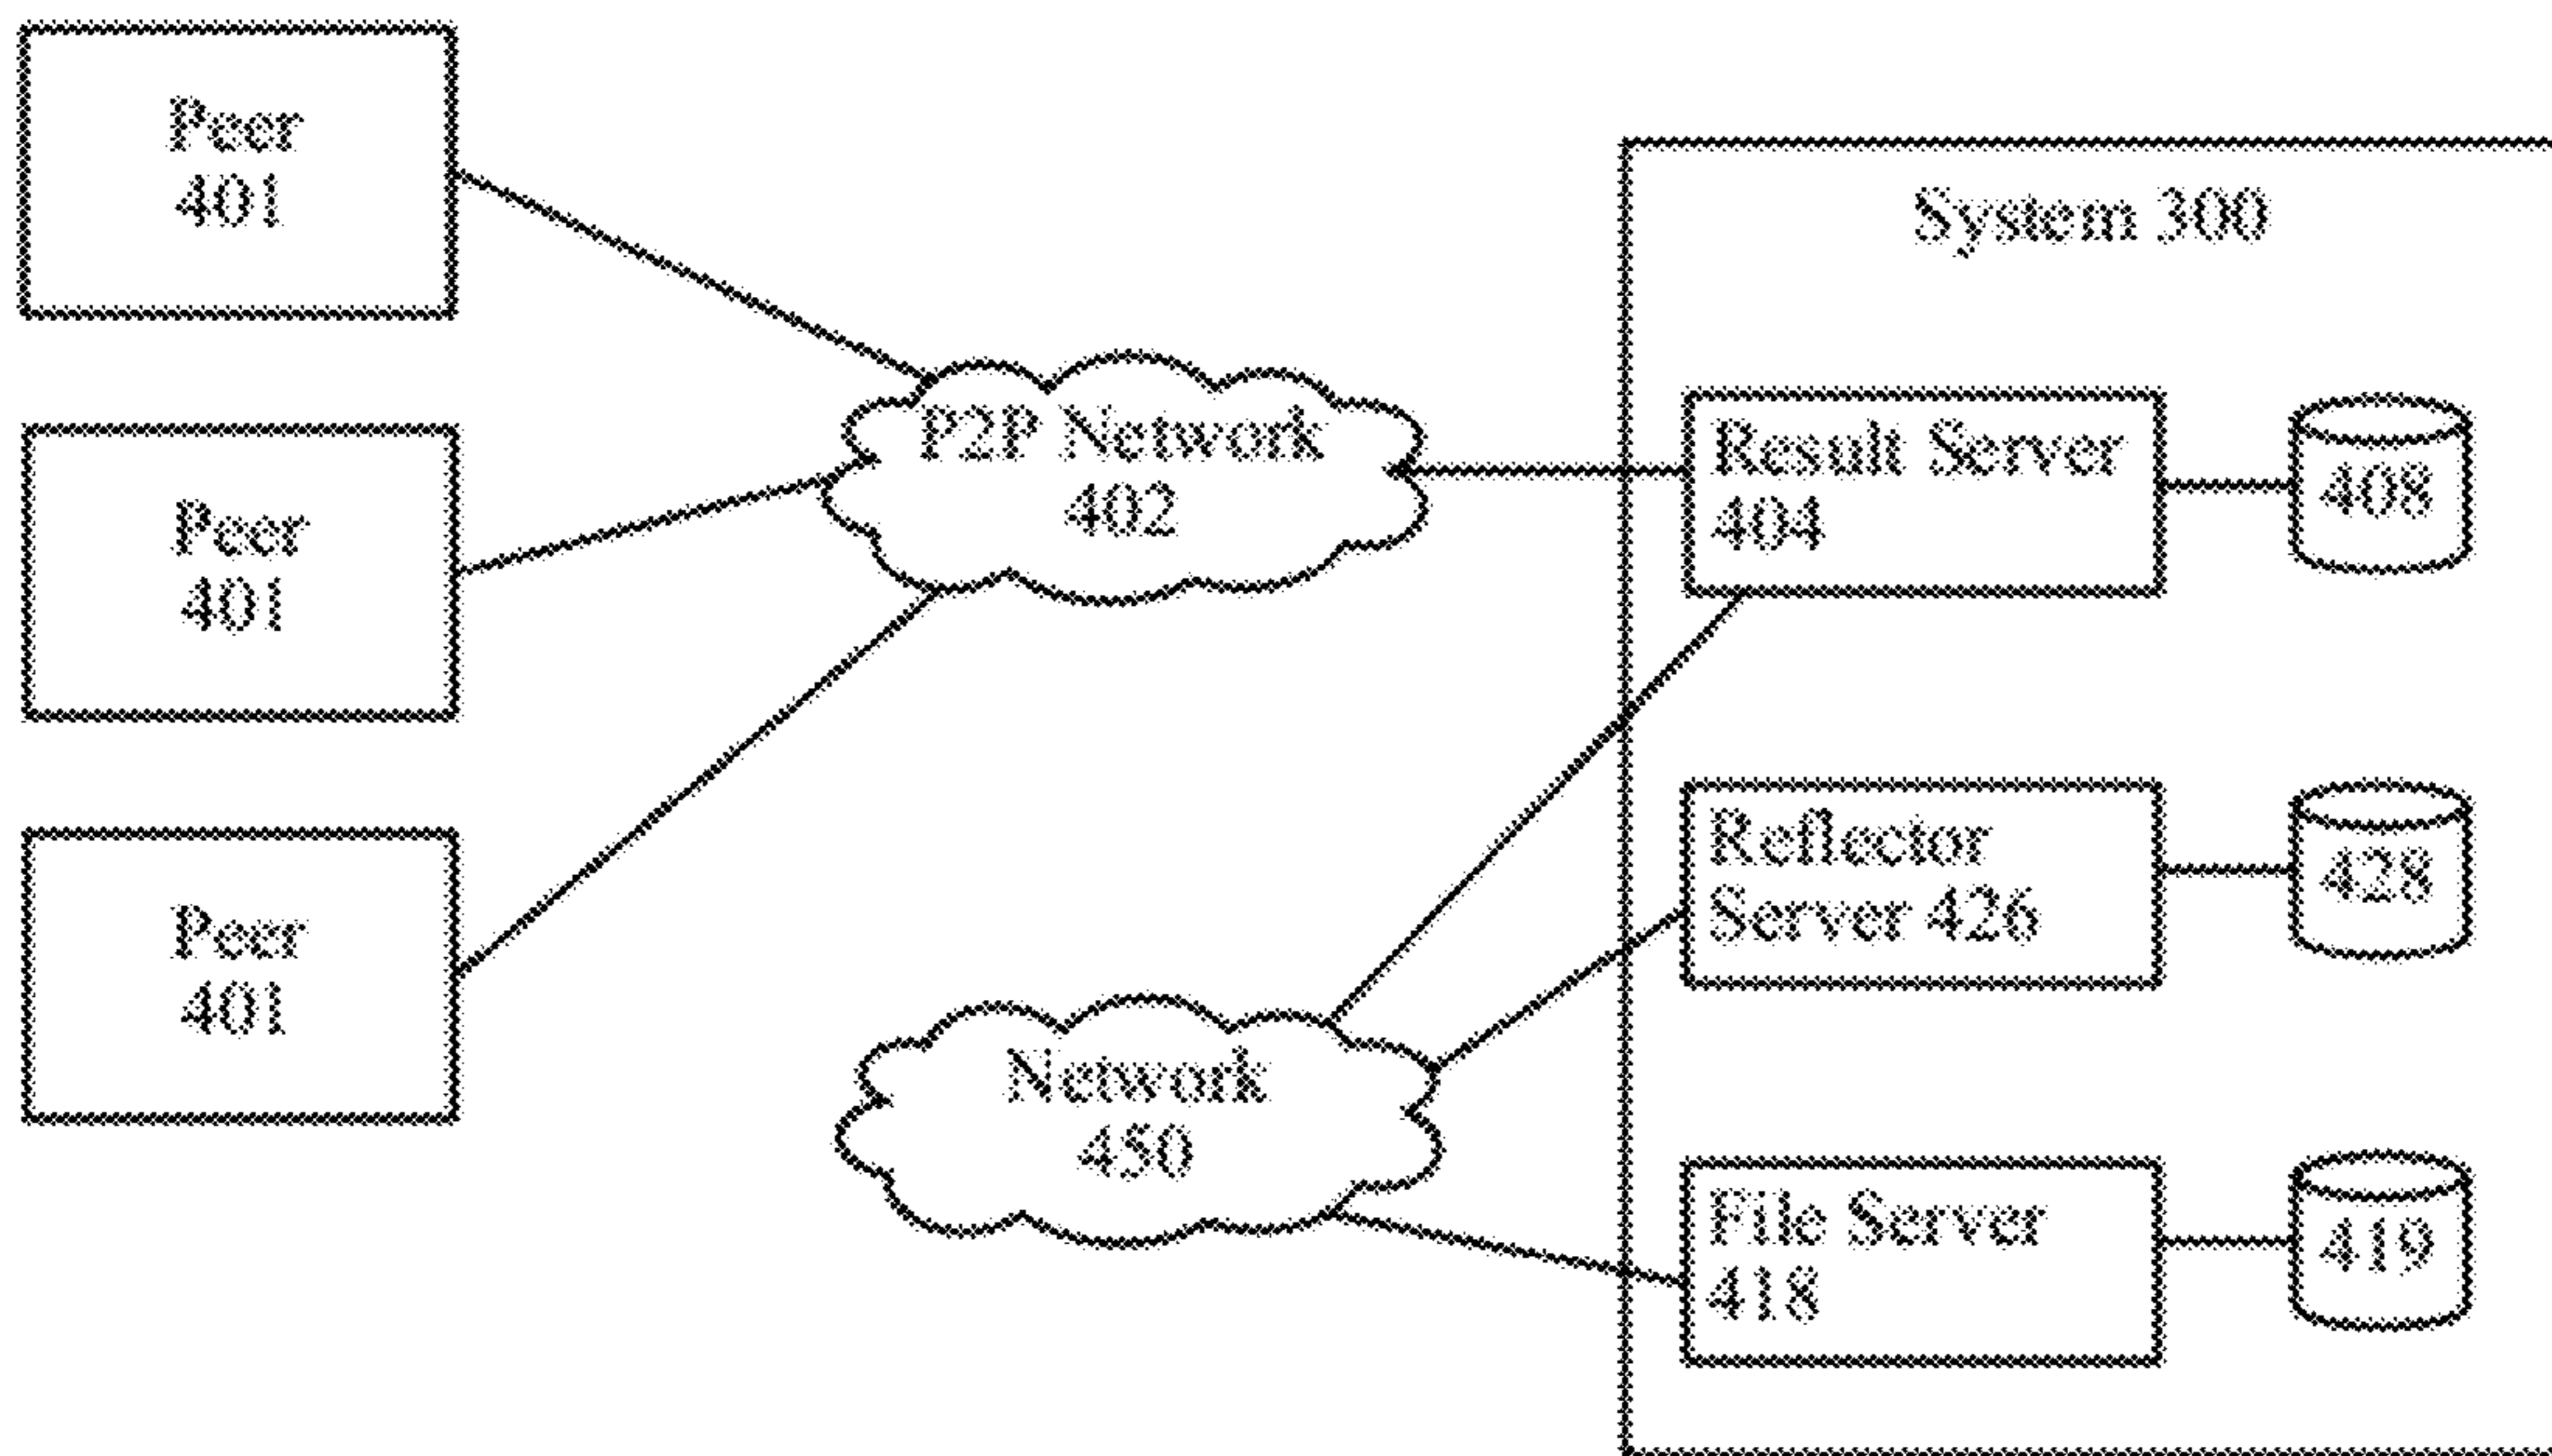 Peer
401
Peer
401
Peer
401
P2P Network
402
Network
450
System 300
Result Server
404
408
Reflector
Server 426
428
File Server
418
419